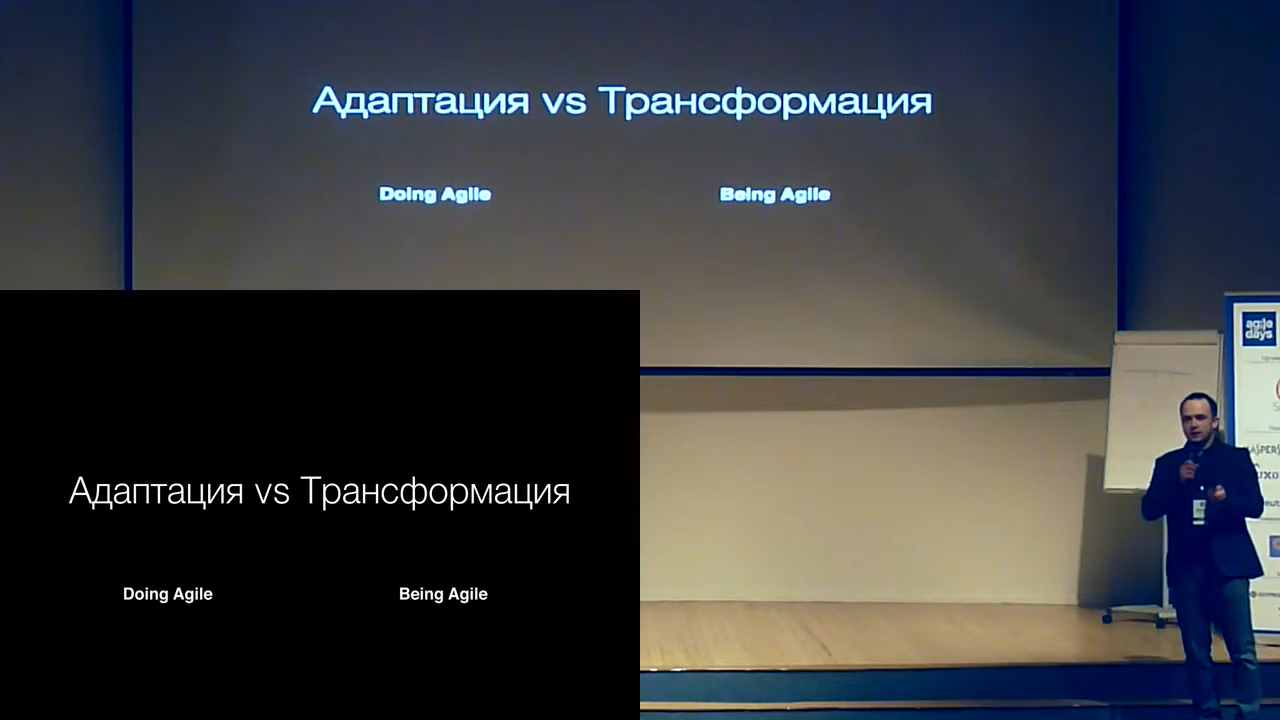 Адаптация vs Трансформация
Doing Agile Being Agile
Адаптация vs Трансформация
Doing Agile Being Agile
agile
days